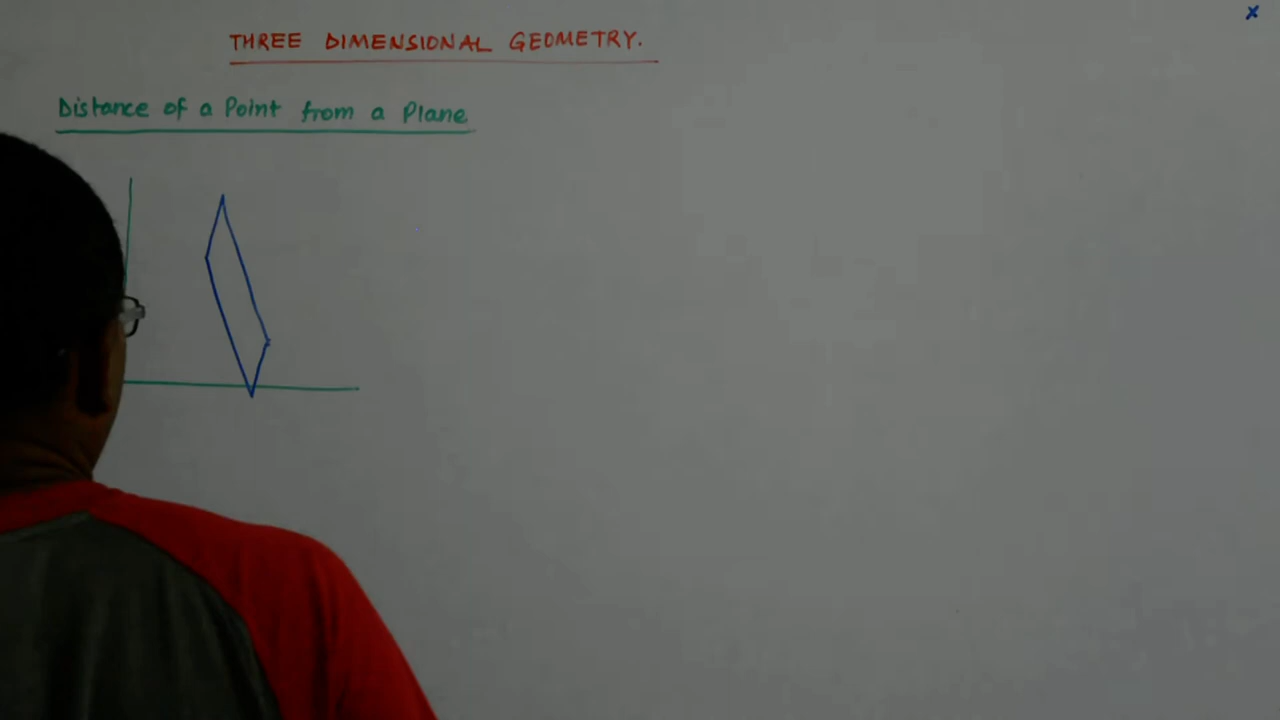 x
THREE DIMENSIONAL GEOMETRY.
Distance of a Point from a Plane